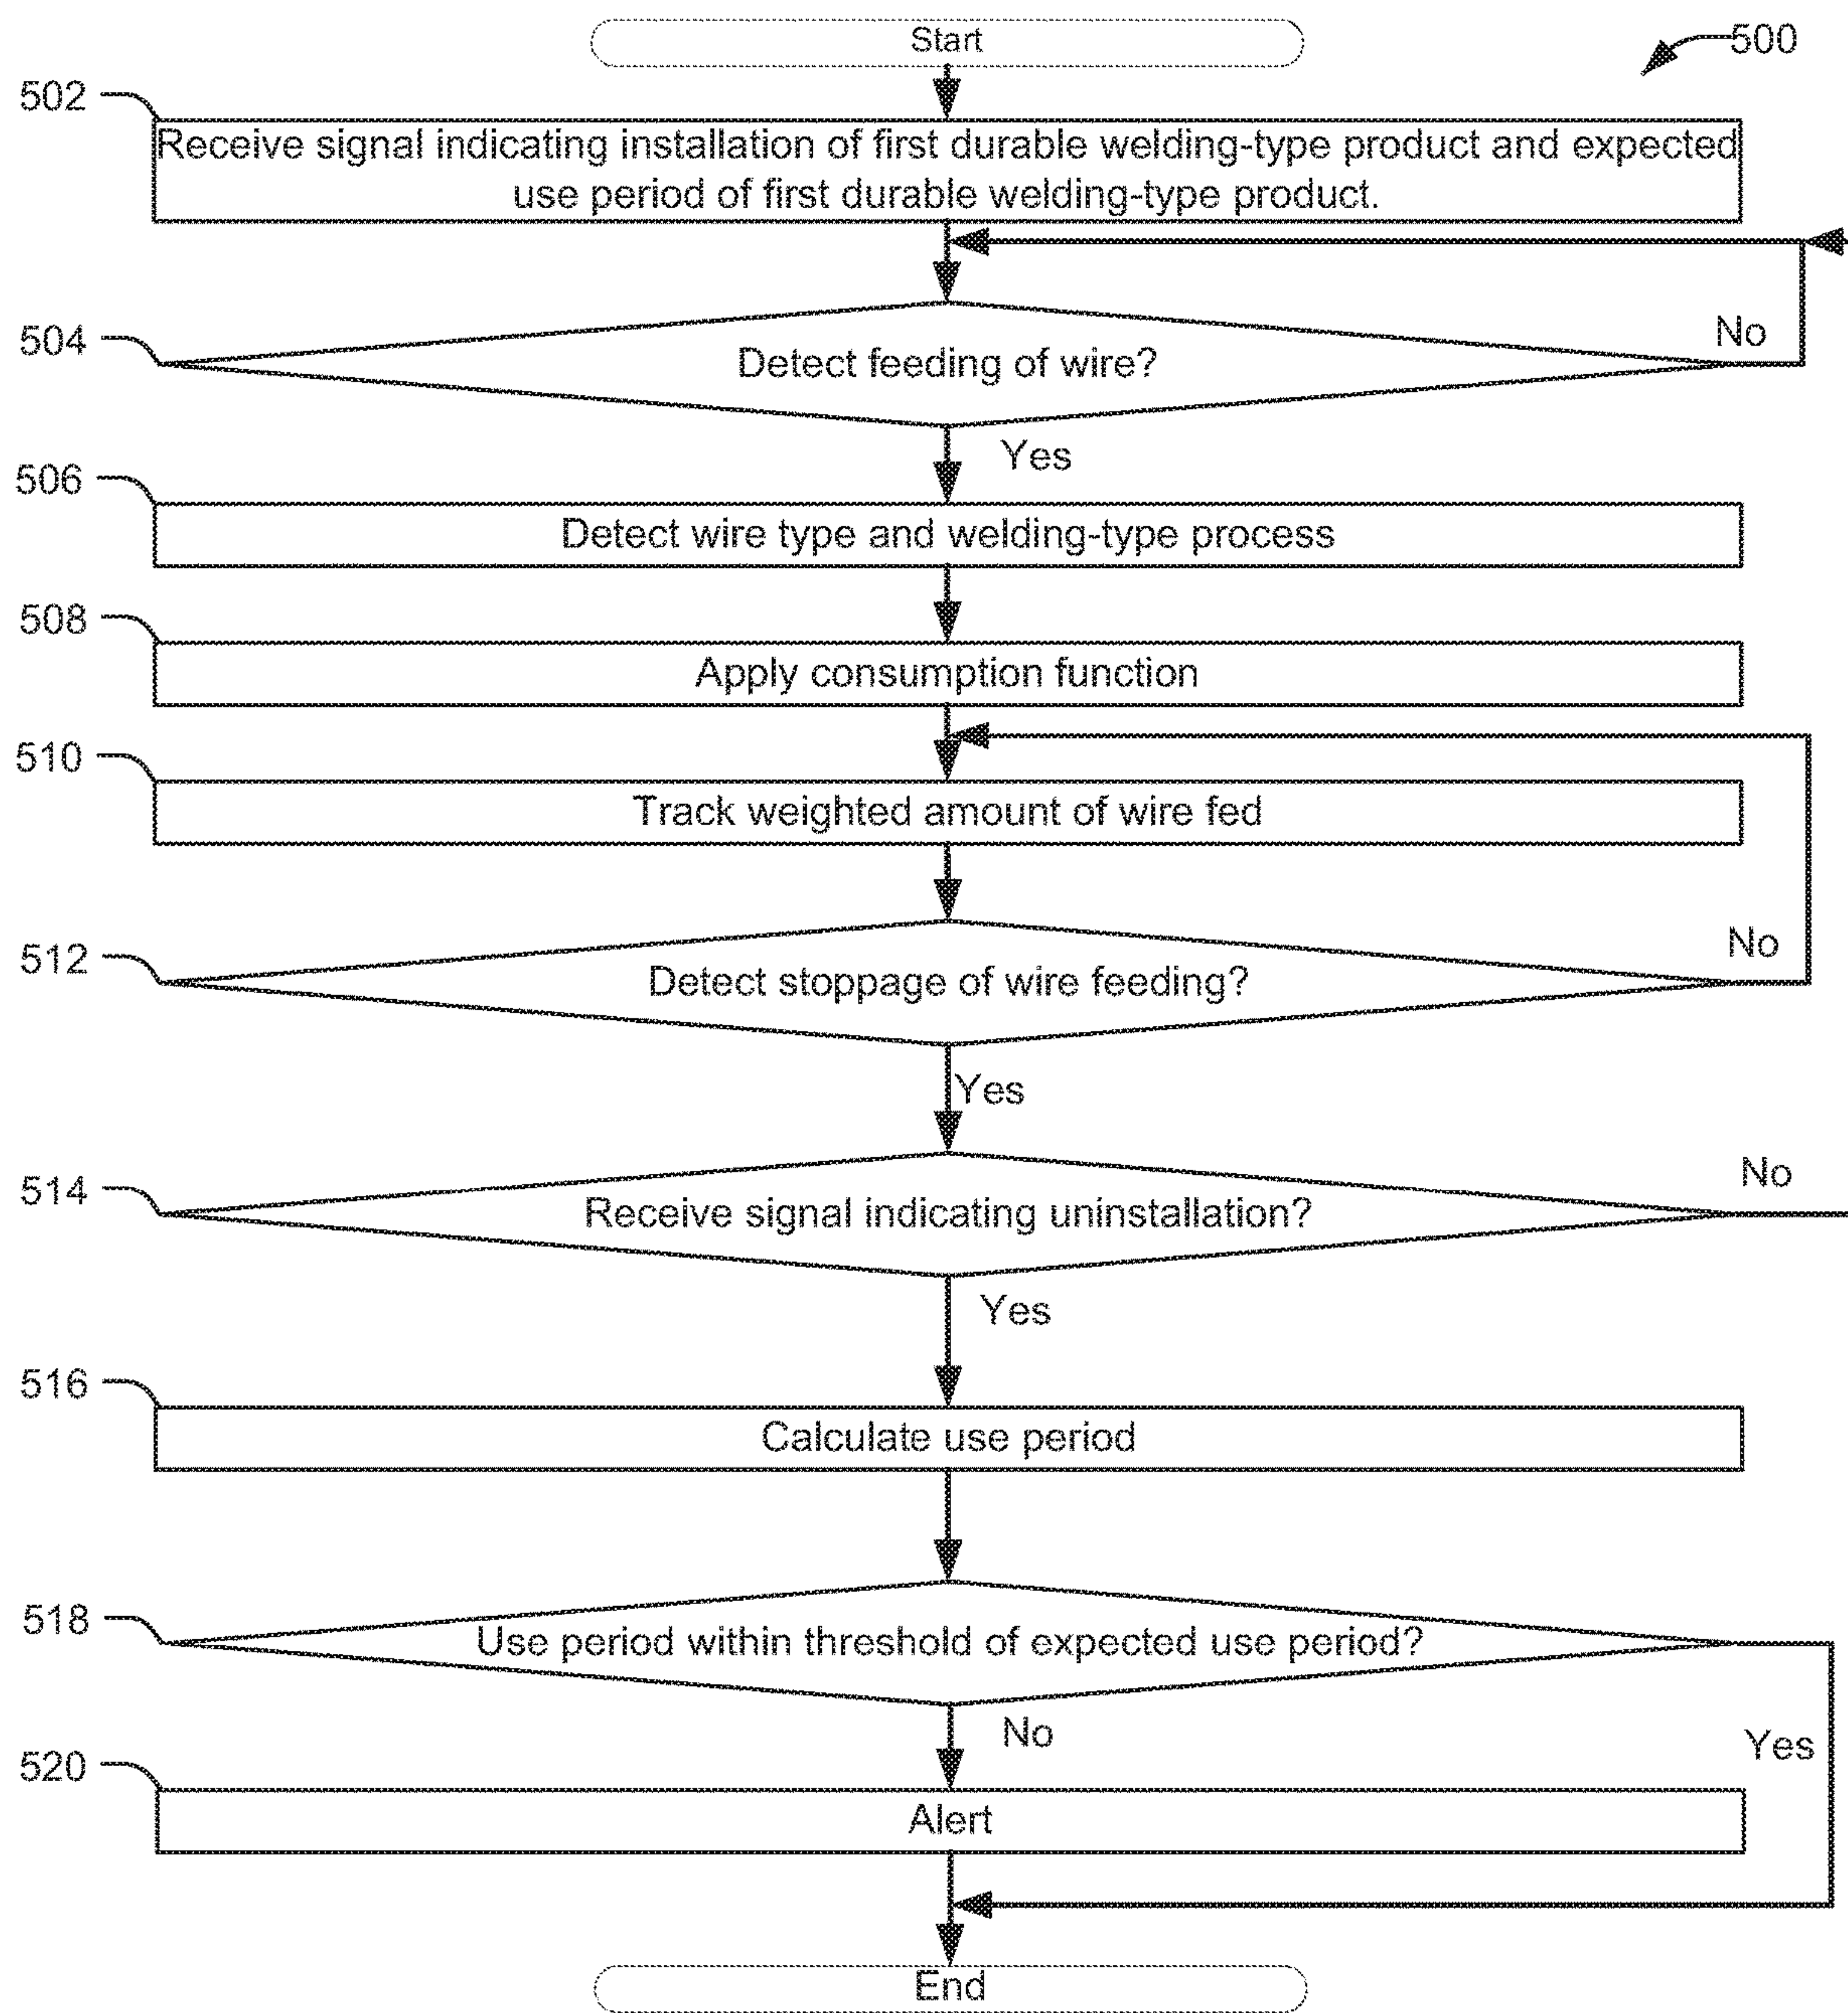 Start
500
502
Receive signal indicating installation of first durable welding-type product and expected
use period of first durable welding-type product.
504
Detect feeding of wire?
No
Yes
506
Detect wire type and welding-type process
508
Apply consumption function
510
Track weighted amount of wire fed
512
Detect stoppage of wire feeding?
No
Yes
514
Receive signal indicating uninstallation?
No
Yes
516
Calculate use period
518
Use period within threshold of expected use period?
No
Yes
520
Alert
End